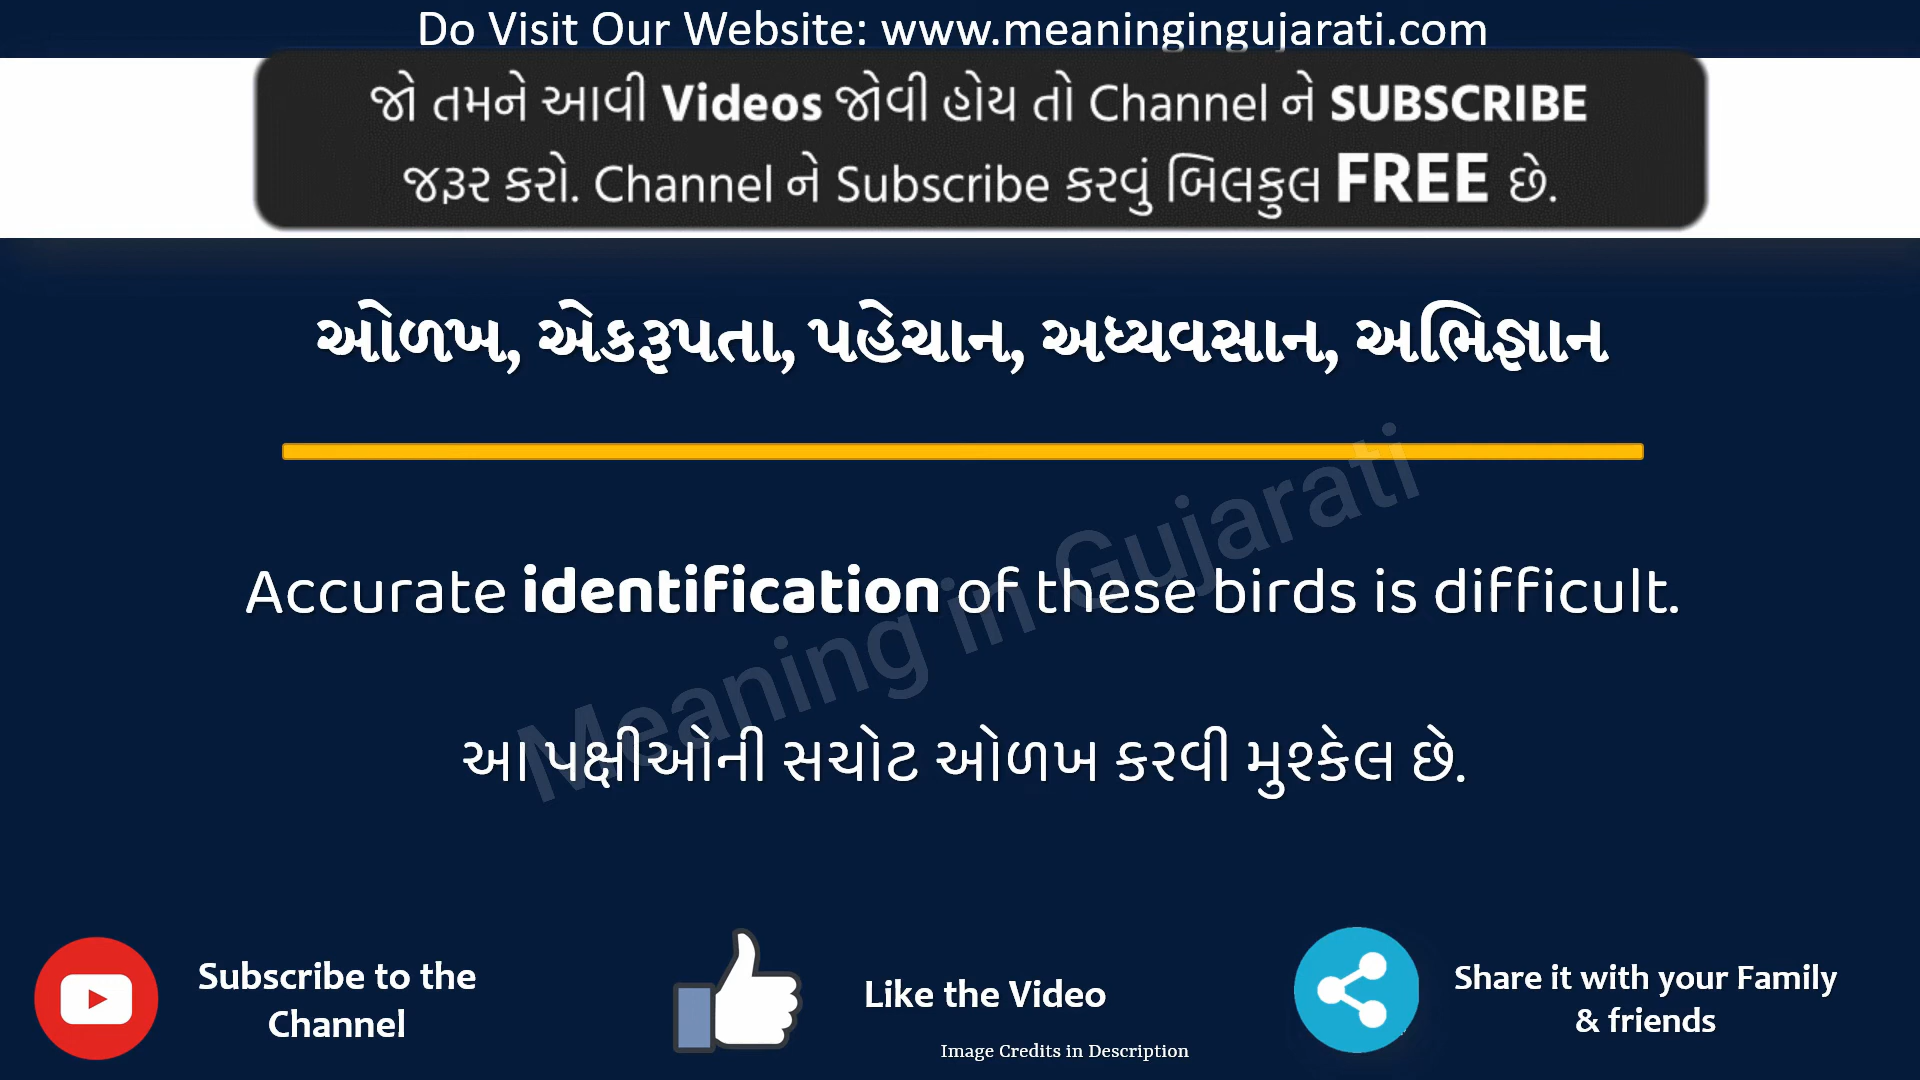 Do Visit Our Website: www.meaningingujarati.com
જો તમને આવી Videos જોવી હોય તો Channel ને SUBSCRIBE
જરૂર કરો. Channel ને Subscribe કરવું બિલકુલ FREE છે.
ઓળખ, એકરૂપતા, પહેચાન, અધ્યવસાન, અભિજ્ઞાન
Accurate identification of these birds is difficult.
Meaning in Gujarati
આ પક્ષીઓની સચોટ ઓળખ કરવી મુશ્કેલ છે.
Subscribe to the
Channel
Like the Video
Share it with your Family
& friends
Image Credits in Description